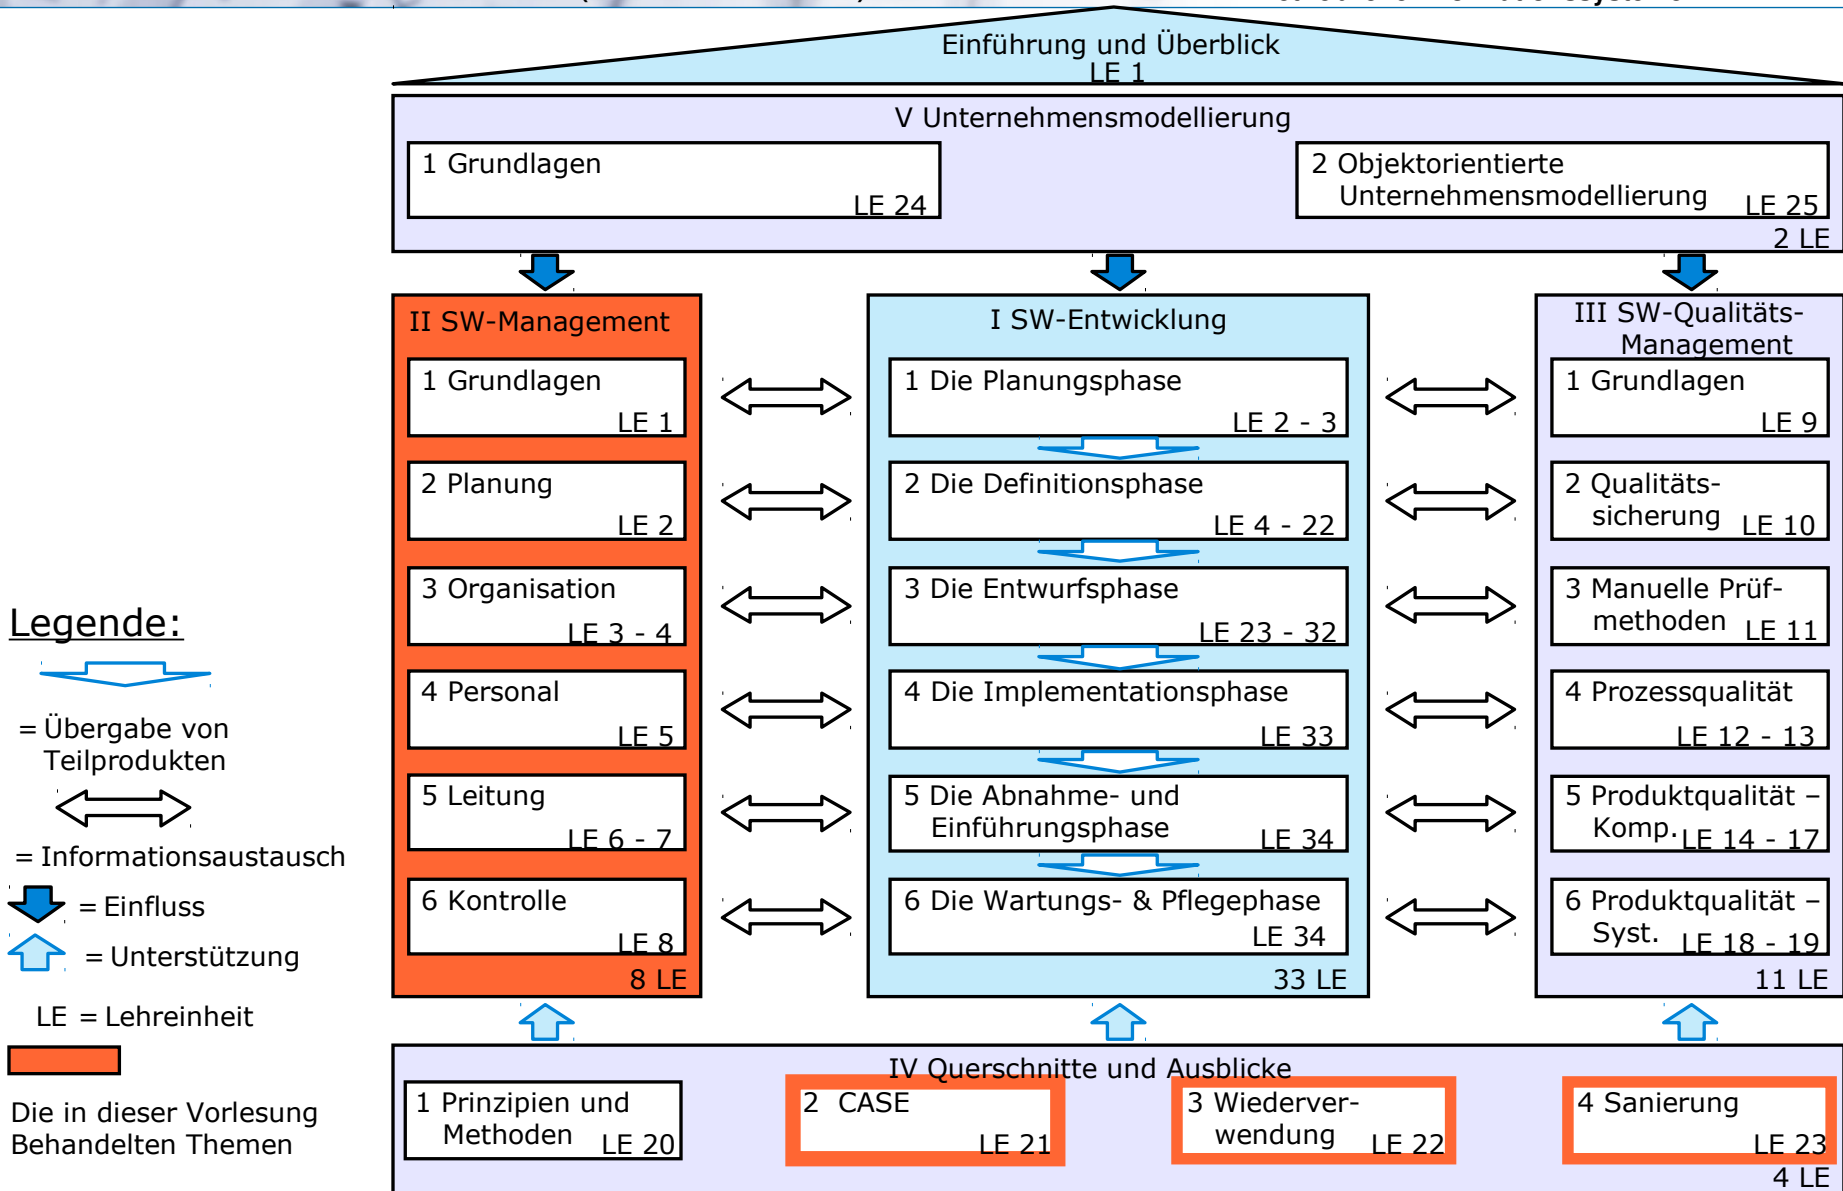 Einführung und Überblick
LE 1
V Unternehmensmodellierung
1 Grundlagen
LE 24
2 Objektorientierte
Unternehmensmodellierung
LE 25
2 LE
II SW-Management
1 Grundlagen
LE 1
2 Planung
LE 2
3 Organisation
LE 3 - 4
4 Personal
LE 5
5 Leitung
LE 6 - 7
6 Kontrolle
LE 8
8 LE
I SW-Entwicklung
1 Die Planungsphase
LE 2 - 3
2 Die Definitionsphase
LE 4 - 22
3 Die Entwurfsphase
LE 23 - 32
4 Die Implementationsphase
LE 33
5 Die Abnahme- und
Einführungsphase
LE 34
6 Die Wartungs- & Pflegephase
LE 34
33 LE
III SW-Qualitäts-
Management
1 Grundlagen
LE 9
2 Qualitäts-
sicherung LE 10
3 Manuelle Prüf-
methoden LE 11
4 Prozessqualität
LE 12 - 13
5 Produktqualität –
Komp. LE 14 - 17
6 Produktqualität –
Syst. LE 18 - 19
11 LE
IV Querschnitte und Ausblicke
1 Prinzipien und
Methoden LE 20
2 CASE
LE 21
3 Wiederver-
wendung LE 22
4 Sanierung
LE 23
4 LE
Legende:
= Übergabe von
Teilprodukten
= Informationsaustausch
= Einfluss
= Unterstützung
LE = Lehreinheit
Die in dieser Vorlesung
Behandelten Themen